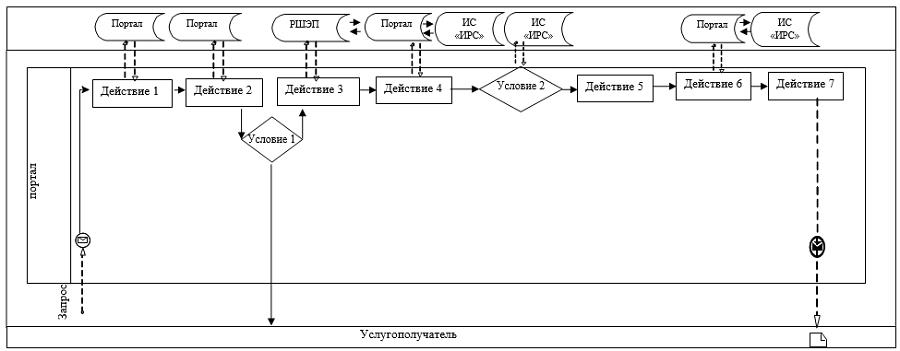 Портал
Портал
РШЭП
Портал
ИС
«ИРС»
ИС
«ИРС»
Портал
ИС
«ИРС»
Действие 1
Действие 2
Действие 3
Действие 4
Условие 2
Действие 5
Действие 6
Действие 7
Условие 1
портал
Запрос
Услугополучатель